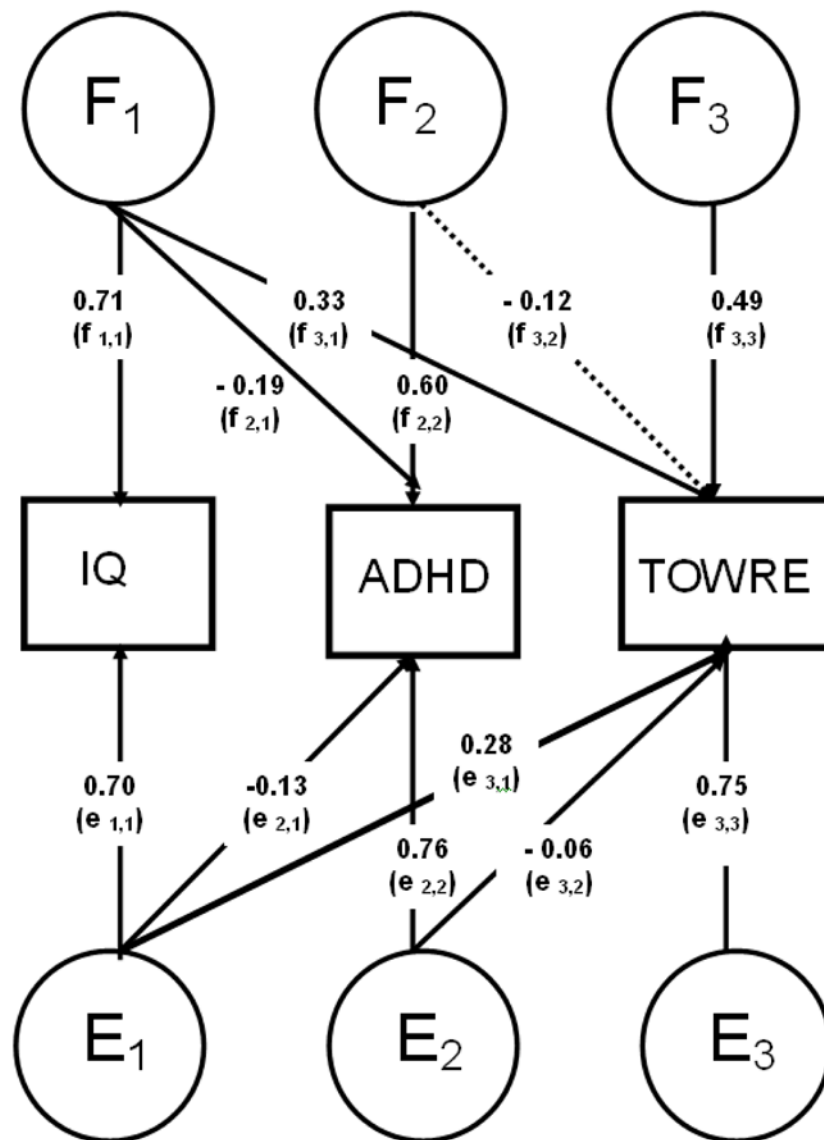 F1 F2 F3
0.71 0.33 - 0.12 0.49
(f 1,1) (f 3,1) (f 3,2) (f 3,3)
- 0.19 0.60
(f 2,1) (f 2,2)
IQ ADHD TOWRE
0.28
(e 3,1)
0.70 -0.13 0.75
(e 1,1) (e 2,1) (e 3,3)
0.76 - 0.06
(e 2,2) (e 3,2)
E1 E2 E3